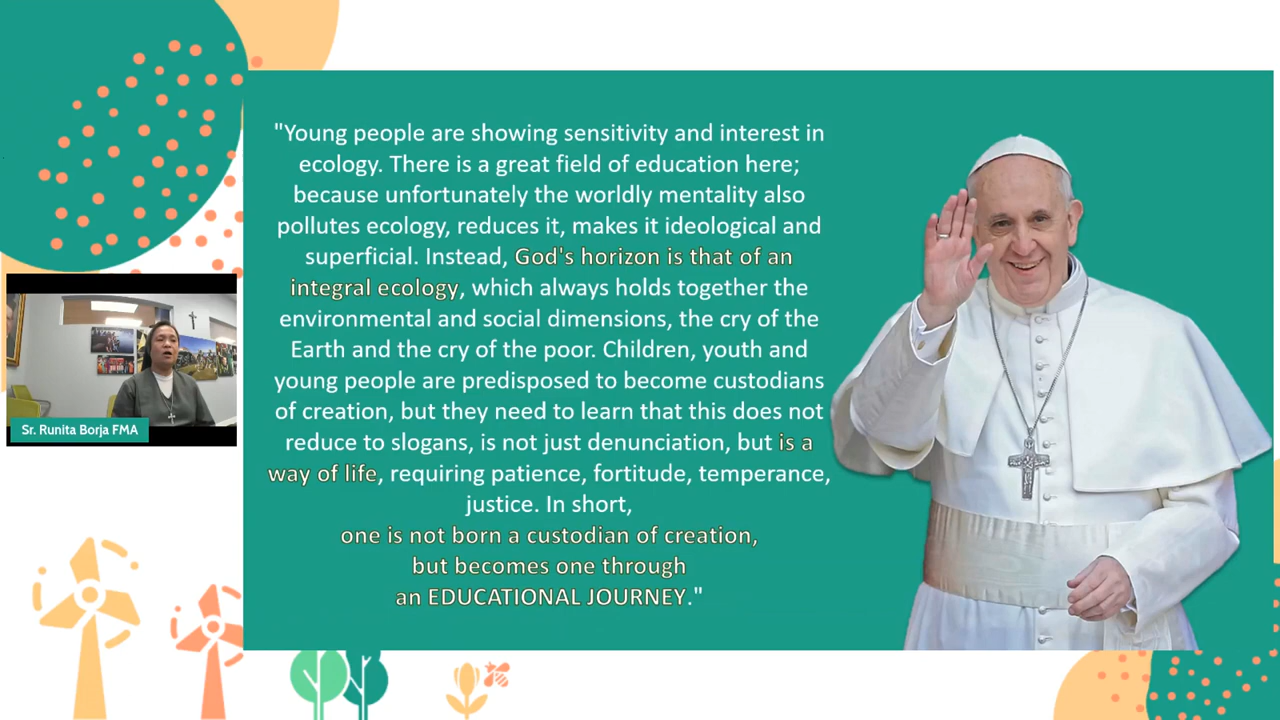 "Young people are showing sensitivity and interest in
ecology. There is a great field of education here;
because unfortunately the worldly mentality also
pollutes ecology, reduces it, makes it ideological and
superficial. Instead, God's horizon is that of an
integral ecology, which always holds together the
environmental and social dimensions, the cry of the
Earth and the cry of the poor. Children, youth and
young people are predisposed to become custodians
of creation, but they need to learn that this does not
reduce to slogans, is not just denunciation, but is a
way of life, requiring patience, fortitude, temperance,
justice. In short,
one is not born a custodian of creation,
but becomes one through
an EDUCATIONAL JOURNEY."
Sr. Runita Borja FMA